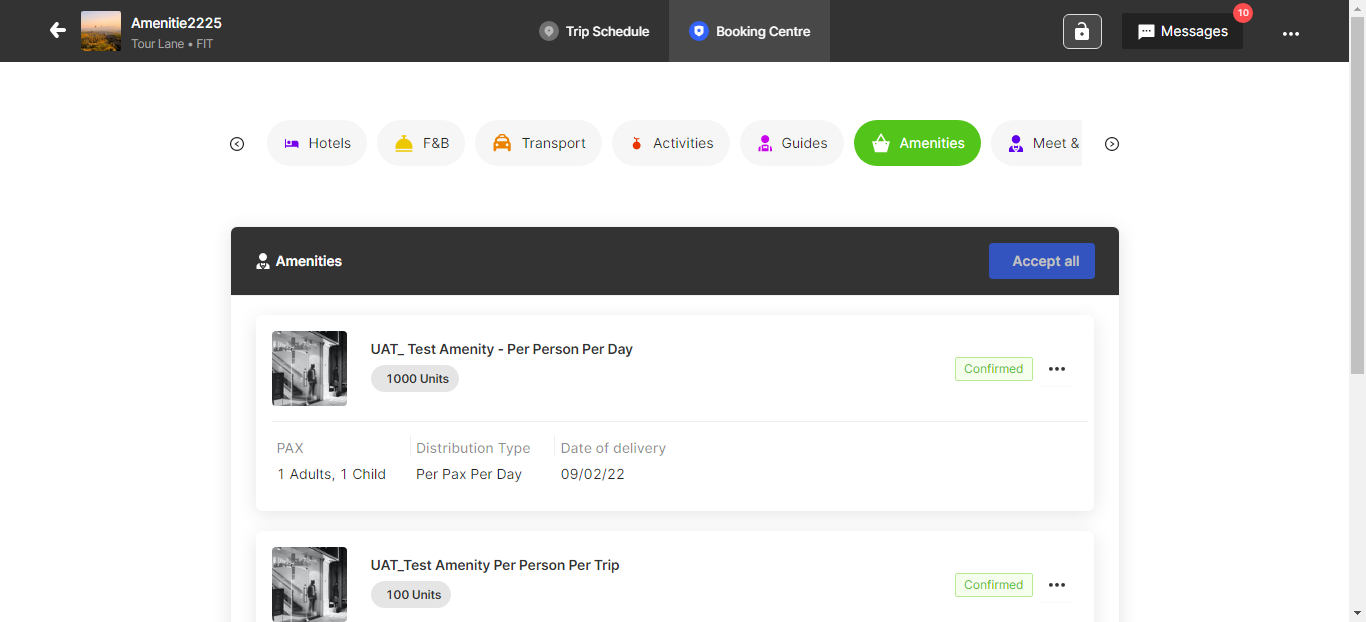 Amenitie2225
Tour Lane • FIT
Trip Schedule
Booking Centre
Messages
10
Hotels
F&B
Transport
Activities
Guides
Amenities
Meet &
Amenities
Accept all
UAT_ Test Amenity - Per Person Per Day
1000 Units
Confirmed
PAX
Distribution Type
Date of delivery
1 Adults, 1 Child
Per Pax Per Day
09/02/22
UAT_Test Amenity Per Person Per Trip
100 Units
Confirmed